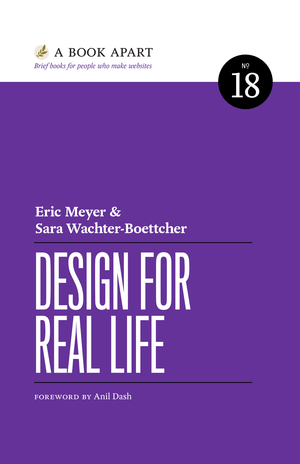 A BOOK APART
Brief books for people who make websites
Nº
18
Eric Meyer &
Sara Wachter-Boettcher
DESIGN FOR
REAL LIFE
FOREWORD BY Anil Dash